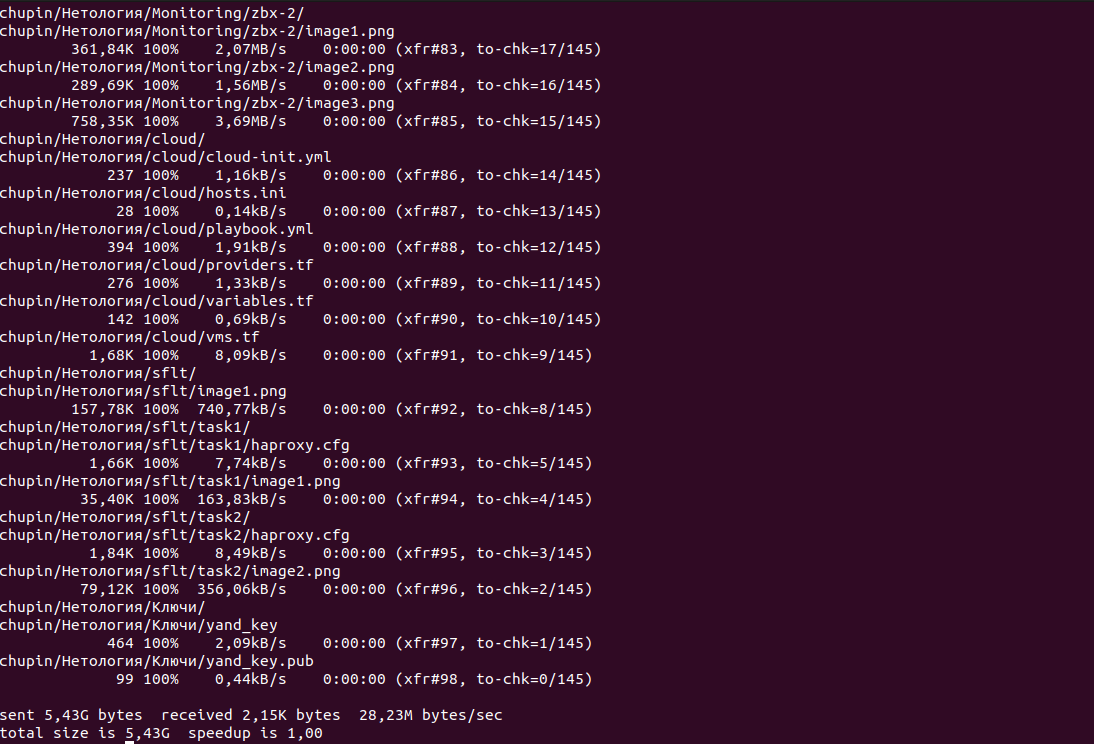 chupin/Нетология/Monitoring/zbx-2/
chupin/Нетология/Monitoring/zbx-2/image1.png
361,84K 100% 2,07MB/s 0:00:00 (xfr#83, to-chk=17/145)
chupin/Нетология/Monitoring/zbx-2/image2.png
289,69K 100% 1,56MB/s 0:00:00 (xfr#84, to-chk=16/145)
chupin/Нетология/Monitoring/zbx-2/image3.png
758,35K 100% 3,69MB/s 0:00:00 (xfr#85, to-chk=15/145)
chupin/Нетология/cloud/
chupin/Нетология/cloud/cloud-init.yml
237 100% 1,16kB/s 0:00:00 (xfr#86, to-chk=14/145)
chupin/Нетология/cloud/hosts.ini
28 100% 0,14kB/s 0:00:00 (xfr#87, to-chk=13/145)
chupin/Нетология/cloud/playbook.yml
394 100% 1,91kB/s 0:00:00 (xfr#88, to-chk=12/145)
chupin/Нетология/cloud/providers.tf
276 100% 1,33kB/s 0:00:00 (xfr#89, to-chk=11/145)
chupin/Нетология/cloud/variables.tf
142 100% 0,69kB/s 0:00:00 (xfr#90, to-chk=10/145)
chupin/Нетология/cloud/vms.tf
1,68K 100% 8,09kB/s 0:00:00 (xfr#91, to-chk=9/145)
chupin/Нетология/sflt/
chupin/Нетология/sflt/image1.png
157,78K 100% 740,77kB/s 0:00:00 (xfr#92, to-chk=8/145)
chupin/Нетология/sflt/task1/
chupin/Нетология/sflt/task1/haproxy.cfg
1,66K 100% 7,74kB/s 0:00:00 (xfr#93, to-chk=5/145)
chupin/Нетология/sflt/task1/image1.png
35,40K 100% 163,83kB/s 0:00:00 (xfr#94, to-chk=4/145)
chupin/Нетология/sflt/task2/
chupin/Нетология/sflt/task2/haproxy.cfg
1,84K 100% 8,49kB/s 0:00:00 (xfr#95, to-chk=3/145)
chupin/Нетология/sflt/task2/image2.png
79,12K 100% 356,06kB/s 0:00:00 (xfr#96, to-chk=2/145)
chupin/Нетология/Ключи/
chupin/Нетология/Ключи/yand_key
464 100% 2,09kB/s 0:00:00 (xfr#97, to-chk=1/145)
chupin/Нетология/Ключи/yand_key.pub
99 100% 0,44kB/s 0:00:00 (xfr#98, to-chk=0/145)
sent 5,43G bytes received 2,15K bytes 28,23M bytes/sec
total size is 5,43G speedup is 1,00